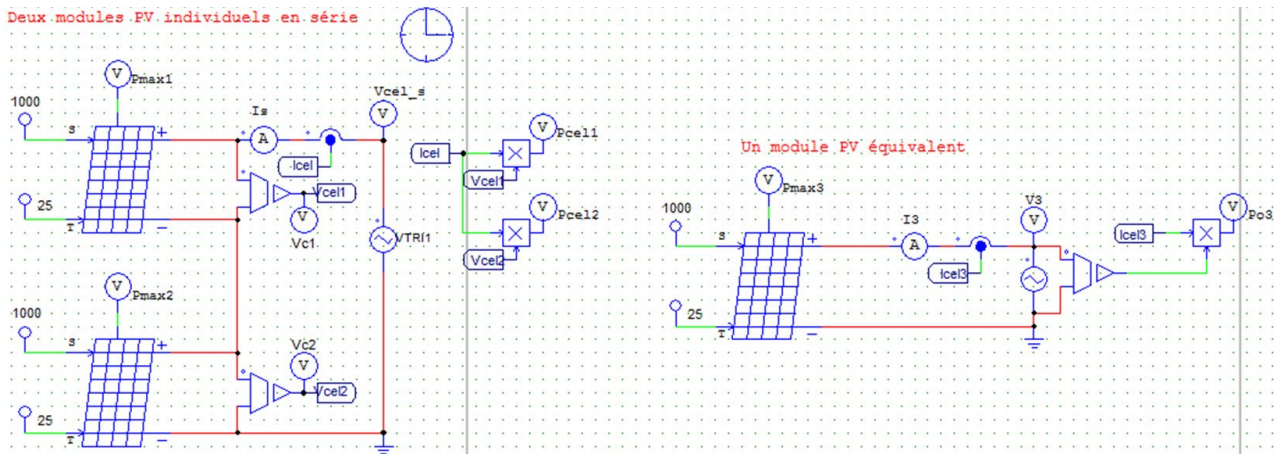 Deux modules PV individuels en série
V
Pmax1
1000
S
+
Is
A
Icel
Vcel_s
V
Vcel1
V
Vc1
25
T
−
VTRI1
V
Pmax2
1000
S
+
Vc2
V
Vcel2
25
T
−
Icel
V
Pcel1
Vcel1
V
Pcel2
Vcel2
Un module PV équivalent
V
Pmax3
1000
S
+
I3
A
Icel3
V3
V
25
T
−
Icel3
V
Po3